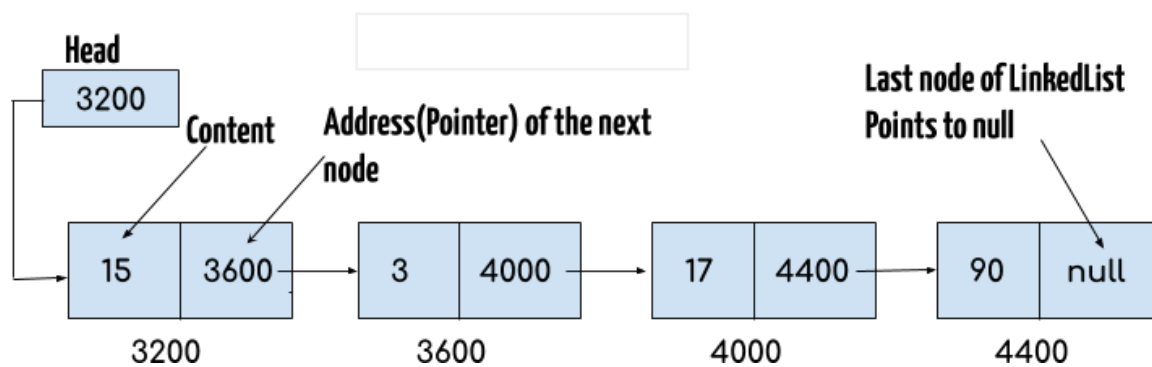 Head
3200
Content
Address(Pointer) of the next
node
Last node of LinkedList
Points to null
15 3600 3 4000 17 4400 90 null
3200 3600 4000 4400